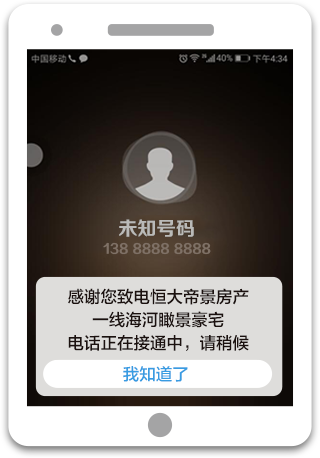 中国移动 40% 下午4:34
未知号码
138 8888 8888
感谢您致电恒大帝景房产
一线海河瞰景豪宅
电话正在接通中，请稍候
我知道了